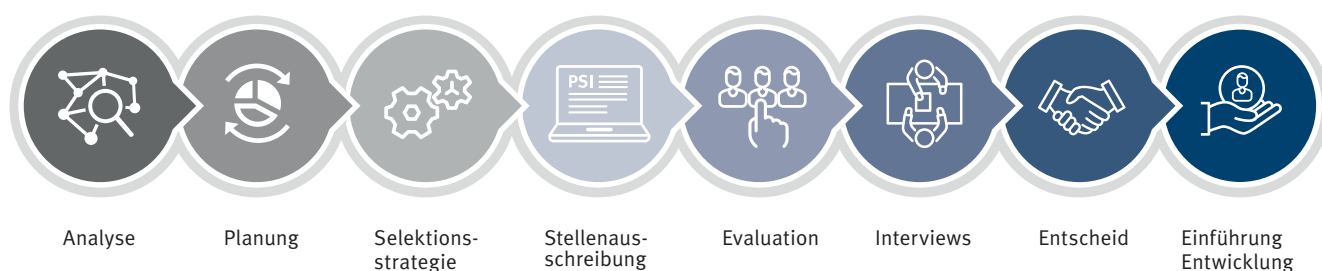 PSI
Analyse
Planung
Selektions-
strategie
Stellenaus-
schreibung
Evaluation
Interviews
Entscheid
Einführung
Entwicklung